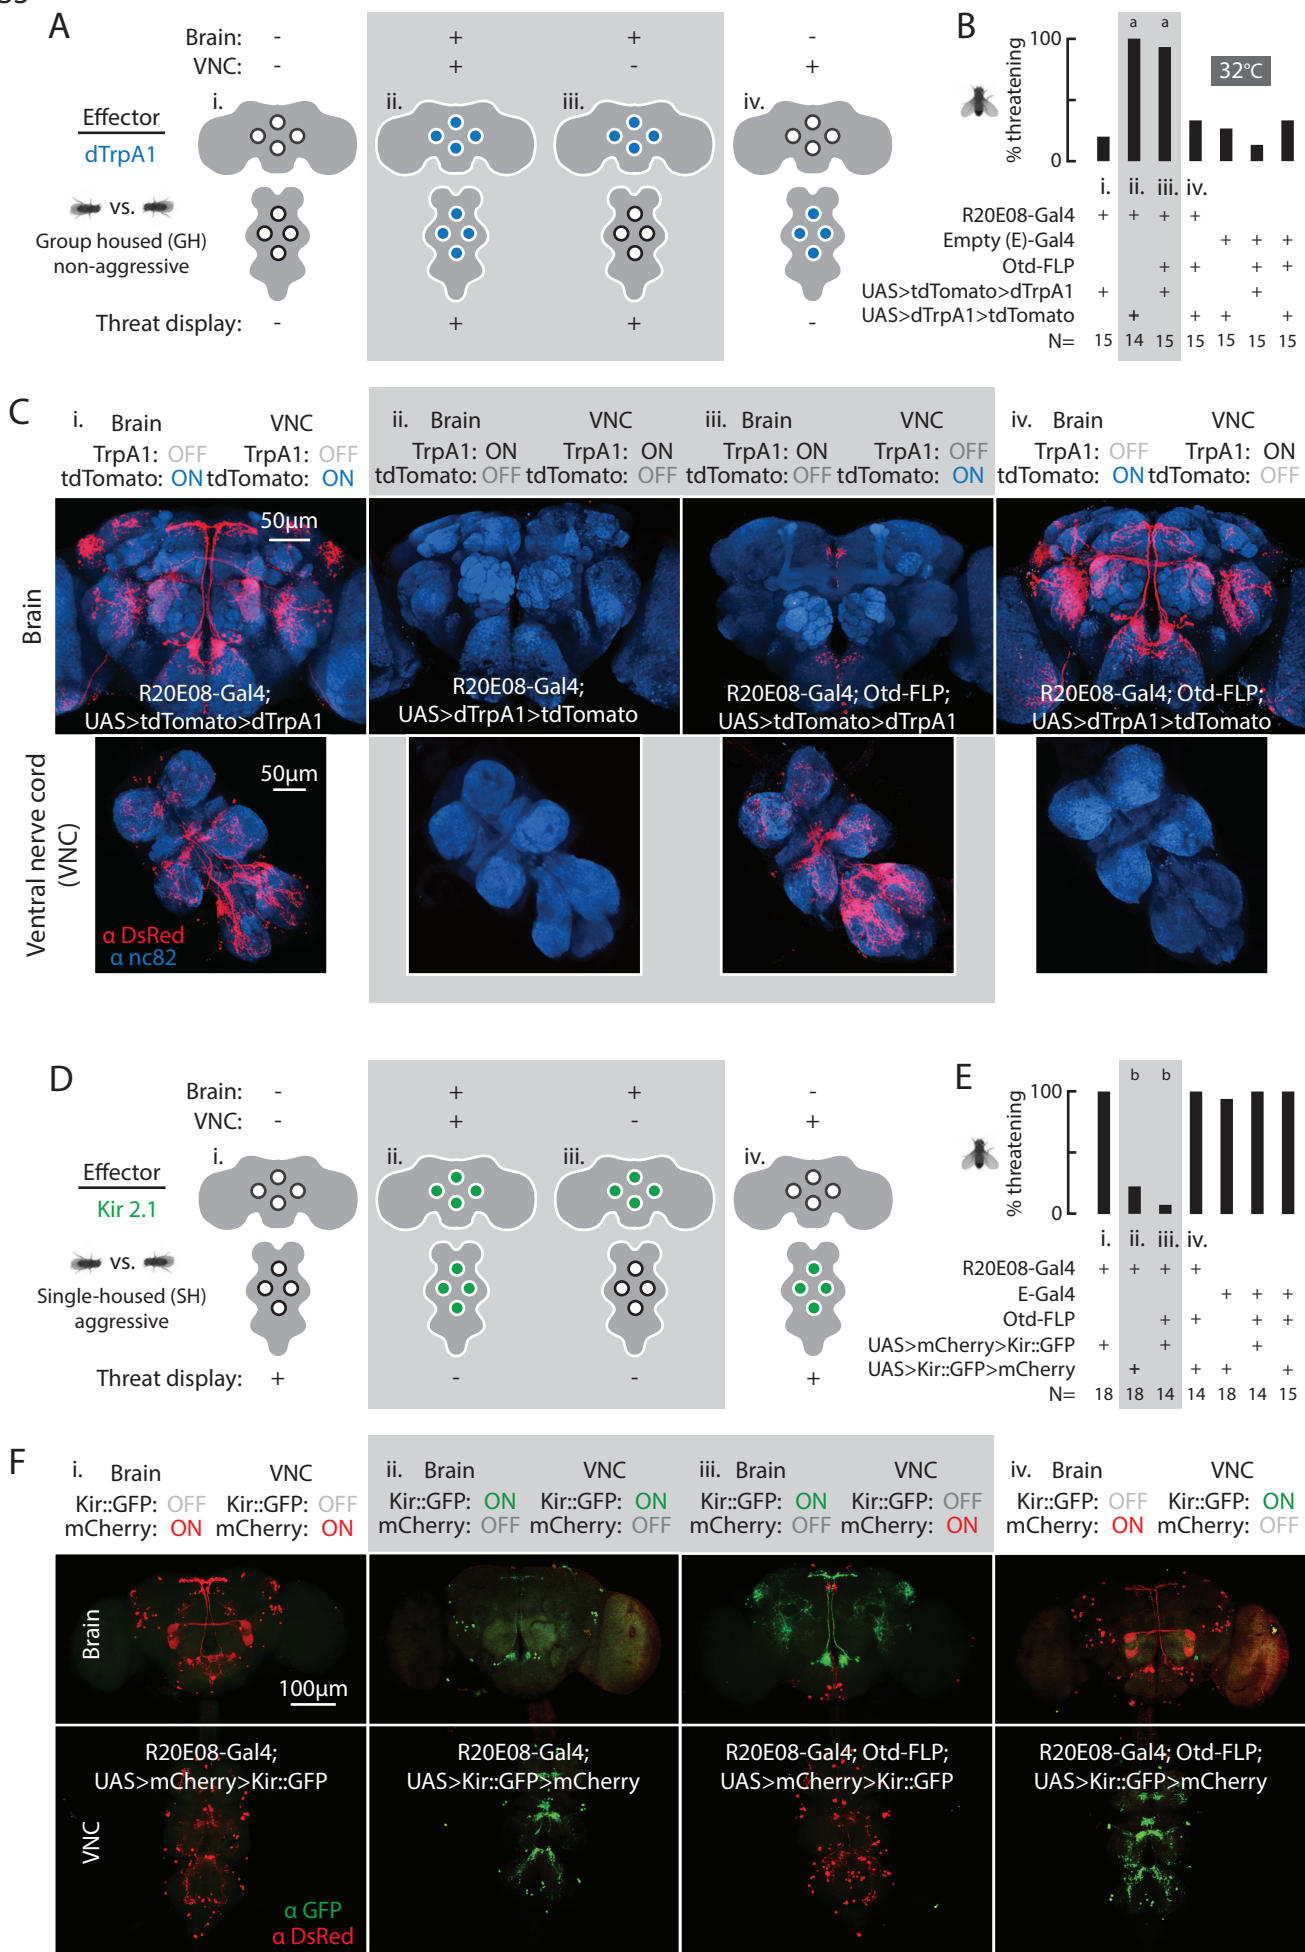 A
Brain: - + + -
VNC: - + - +
i. ii. iii. iv.
Effector
dTrpA1
vs.
Group housed (GH)
non-aggressive
Threat display: - + + -
B
a a
100
32°C
% threatening
0
i. ii. iii. iv.
R20E08-Gal4 + + + +
Empty (E)-Gal4 + + +
Otd-FLP + + + +
UAS>tdTomato>dTrpA1 + + +
UAS>dTrpA1>tdTomato + + + +
N= 15 14 15 15 15 15 15
C
i. Brain VNC
TrpA1: OFF TrpA1: OFF
tdTomato: ON tdTomato: ON
ii. Brain VNC
TrpA1: ON TrpA1: ON
tdTomato: OFF tdTomato: OFF
iii. Brain VNC
TrpA1: ON TrpA1: OFF
tdTomato: OFF tdTomato: ON
iv. Brain VNC
TrpA1: OFF TrpA1: ON
tdTomato: ON tdTomato: OFF
50µm
Brain
R20E08-Gal4;
UAS>tdTomato>dTrpA1
R20E08-Gal4;
UAS>dTrpA1>tdTomato
R20E08-Gal4; Otd-FLP;
UAS>tdTomato>dTrpA1
R20E08-Gal4; Otd-FLP;
UAS>dTrpA1>tdTomato
50µm
Ventral nerve cord
(VNC)
α DsRed
α nc82
D
Brain: - + + -
VNC: - + - +
i. ii. iii. iv.
Effector
Kir 2.1
vs.
Single-housed (SH)
aggressive
Threat display: + - - +
E
b b
100
% threatening
0
i. ii. iii. iv.
R20E08-Gal4 + + + +
E-Gal4 + + +
Otd-FLP + + + +
UAS>mCherry>Kir::GFP + + +
UAS>Kir::GFP>mCherry + + + +
N= 18 18 14 14 18 14 15
F
i. Brain VNC
Kir::GFP: OFF Kir::GFP: OFF
mCherry: ON mCherry: ON
ii. Brain VNC
Kir::GFP: ON Kir::GFP: ON
mCherry: OFF mCherry: OFF
iii. Brain VNC
Kir::GFP: ON Kir::GFP: OFF
mCherry: OFF mCherry: ON
iv. Brain VNC
Kir::GFP: OFF Kir::GFP: ON
mCherry: ON mCherry: OFF
Brain
100µm
R20E08-Gal4;
UAS>mCherry>Kir::GFP
R20E08-Gal4;
UAS>Kir::GFP>mCherry
R20E08-Gal4; Otd-FLP;
UAS>mCherry>Kir::GFP
R20E08-Gal4; Otd-FLP;
UAS>Kir::GFP>mCherry
VNC
α GFP
α DsRed